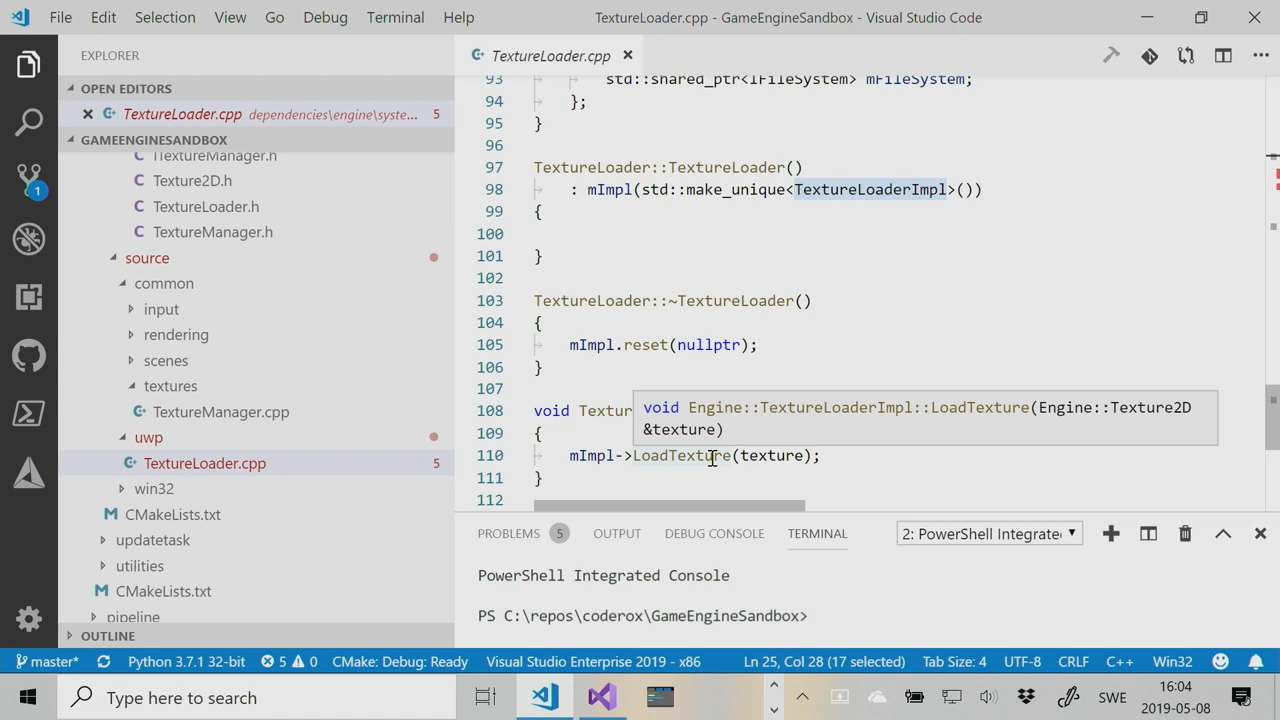 File Edit Selection View Go Debug Terminal Help TextureLoader.cpp - GameEngineSandbox - Visual Studio Code
EXPLORER
OPEN EDITORS
TextureLoader.cpp dependencies\engine\syste... 5
GAMEENGINESANDBOX
C ITextureManager.h
C Texture2D.h
C TextureLoader.h
C TextureManager.h
source
common
input
rendering
scenes
textures
TextureManager.cpp
uwp
TextureLoader.cpp 5
win32
M CMakeLists.txt
updatetask
utilities
M CMakeLists.txt
pipeline
OUTLINE
1
TextureLoader.cpp
93 std::shared_ptr<IFileSystem> mFileSystem;
94 };
95 }
96
97 TextureLoader::TextureLoader()
98 : mImpl(std::make_unique<TextureLoaderImpl>())
99 {
100
101 }
102
103 TextureLoader::~TextureLoader()
104 {
105 mImpl.reset(nullptr);
106 }
107
108 void Textur
void Engine::TextureLoaderImpl::LoadTexture(Engine::Texture2D
&texture)
109 {
110 mImpl->LoadTexture(texture);
111 }
112
PROBLEMS 5 OUTPUT DEBUG CONSOLE TERMINAL 2: PowerShell Integrate
PowerShell Integrated Console
PS C:\repos\coderox\GameEngineSandbox>
master* Python 3.7.1 32-bit 5 0 CMake: Debug: Ready Visual Studio Enterprise 2019 - x86 Ln 25, Col 28 (17 selected) Tab Size: 4 UTF-8 CRLF C++ Win32
Type here to search SWE 16:04
2019-05-08